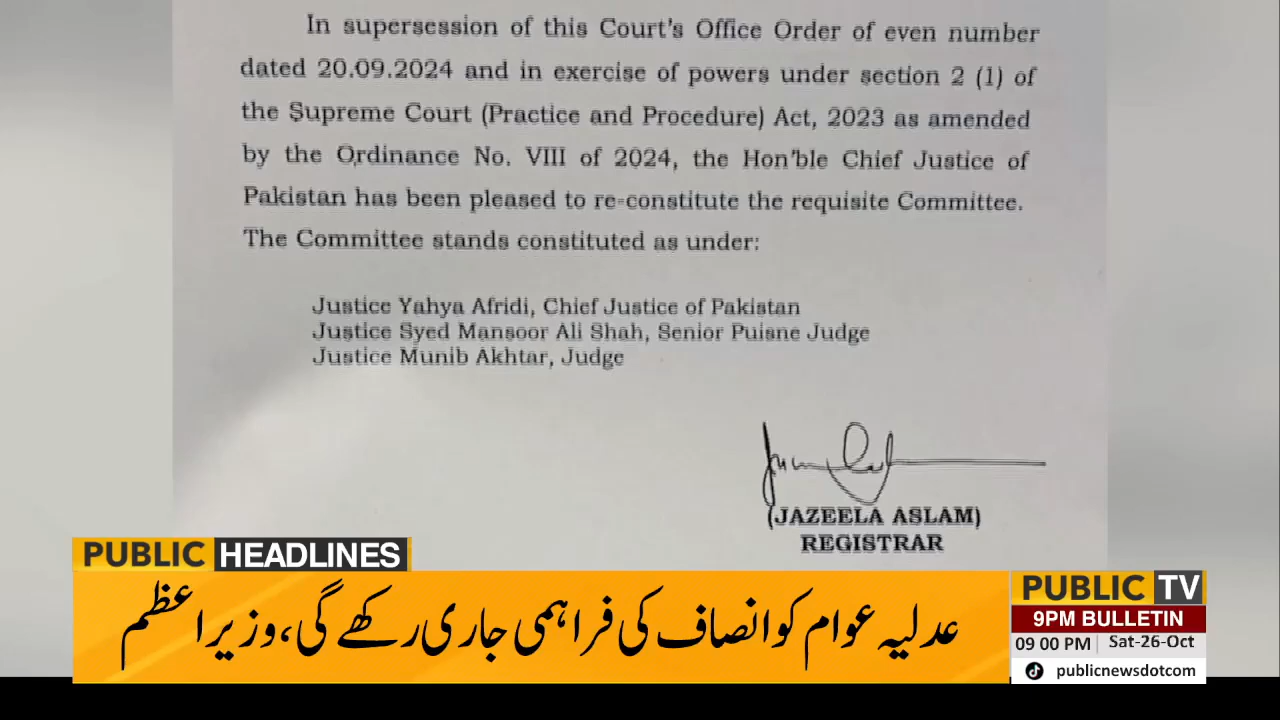 In supersession of this Court's Office Order of even number
dated 20.09.2024 and in exercise of powers under section 2 (1) of
the Supreme Court (Practice and Procedure) Act, 2023 as amended
by the Ordinance No. VIII of 2024, the Hon'ble Chief Justice of
Pakistan has been pleased to re-constitute the requisite Committee.
The Committee stands constituted as under:
Justice Yahya Afridi, Chief Justice of Pakistan
Justice Syed Mansoor Ali Shah, Senior Puisne Judge
Justice Munib Akhtar, Judge
(JAZEELA ASLAM)
REGISTRAR
PUBLIC HEADLINES
عدلیہ عوام کو انصاف کی فراہمی جاری رکھے گی، وزیراعظم
PUBLIC TV
9PM BULLETIN
09:00 PM Sat-26-Oct
publicnewsdotcom